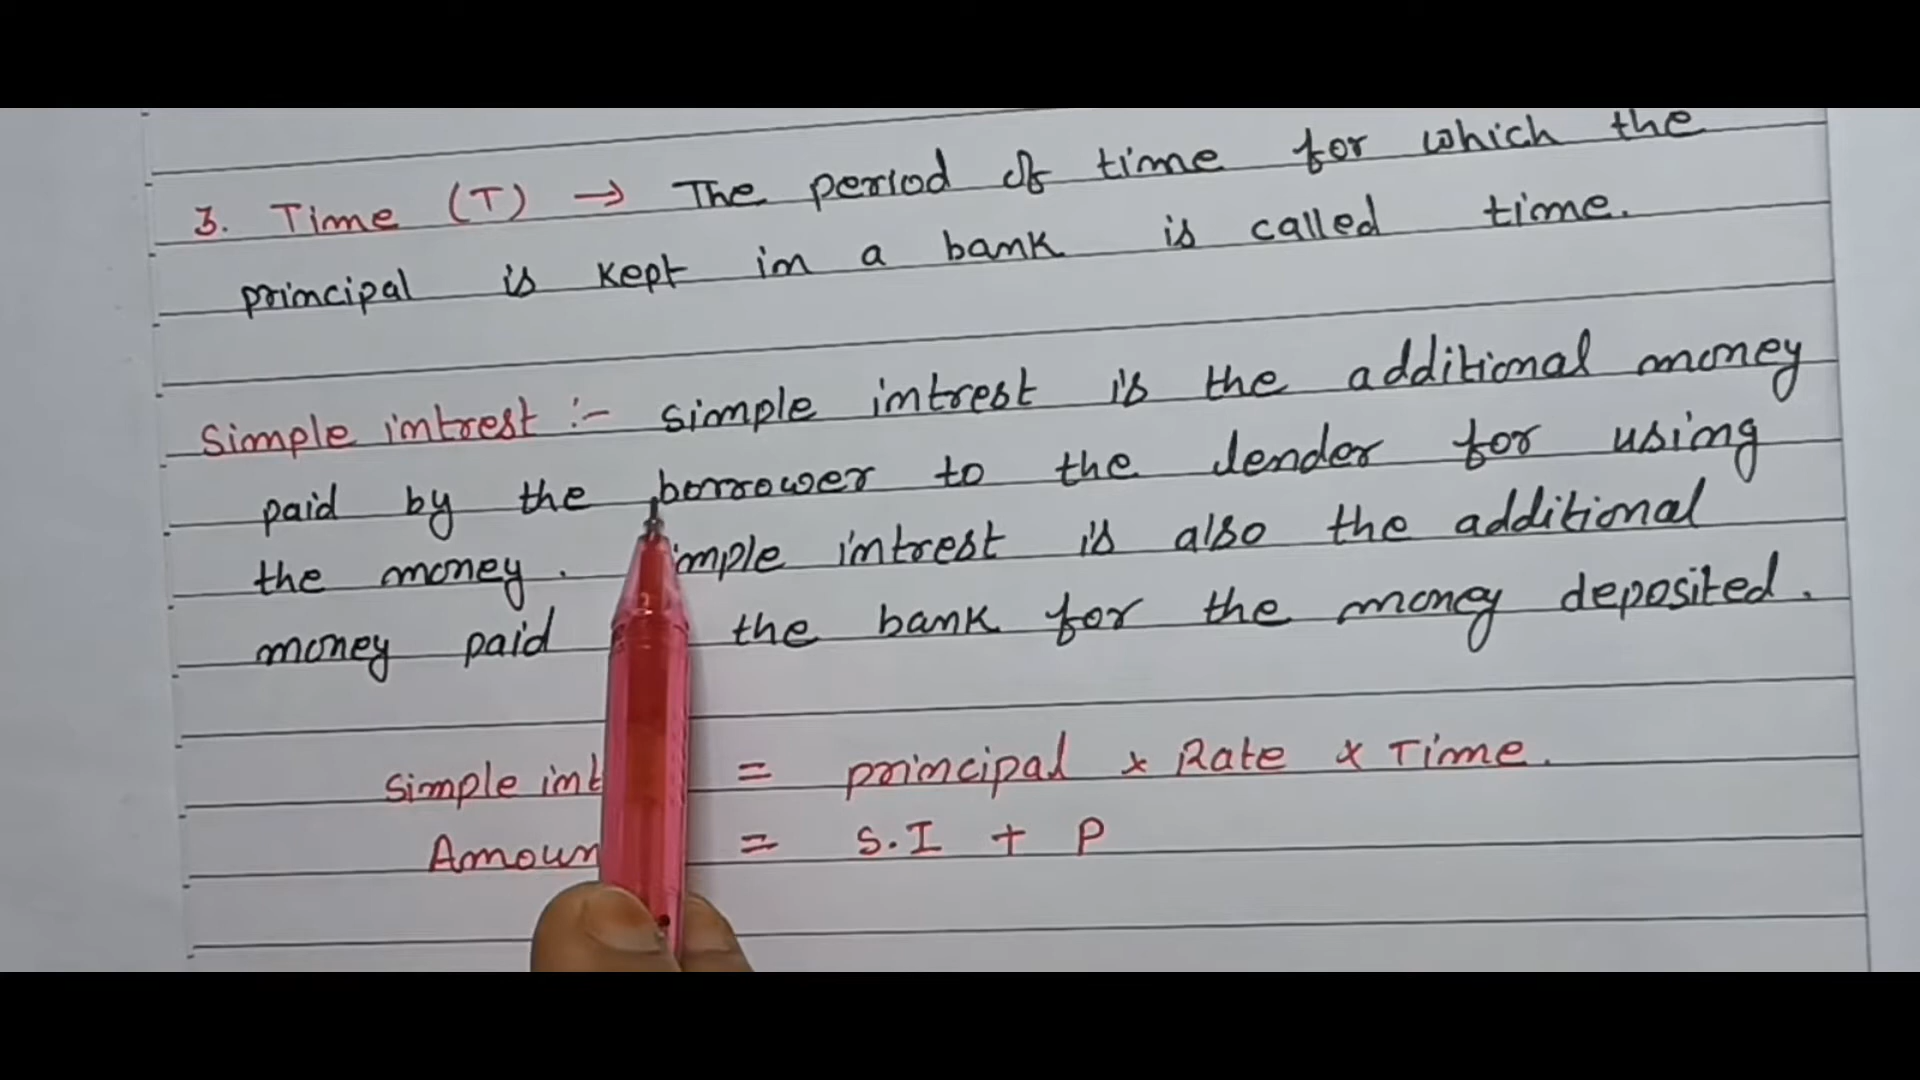 3. Time (T) → The period of time for which the
principal is kept in a bank is called time.
Simple intrest :- simple intrest is the additional money
paid by the borrower to the lender for using
the money. imple intrest is also the additional
money paid the bank for the money deposited.
Simple int = principal × Rate × Time.
Amoun = S.I + P